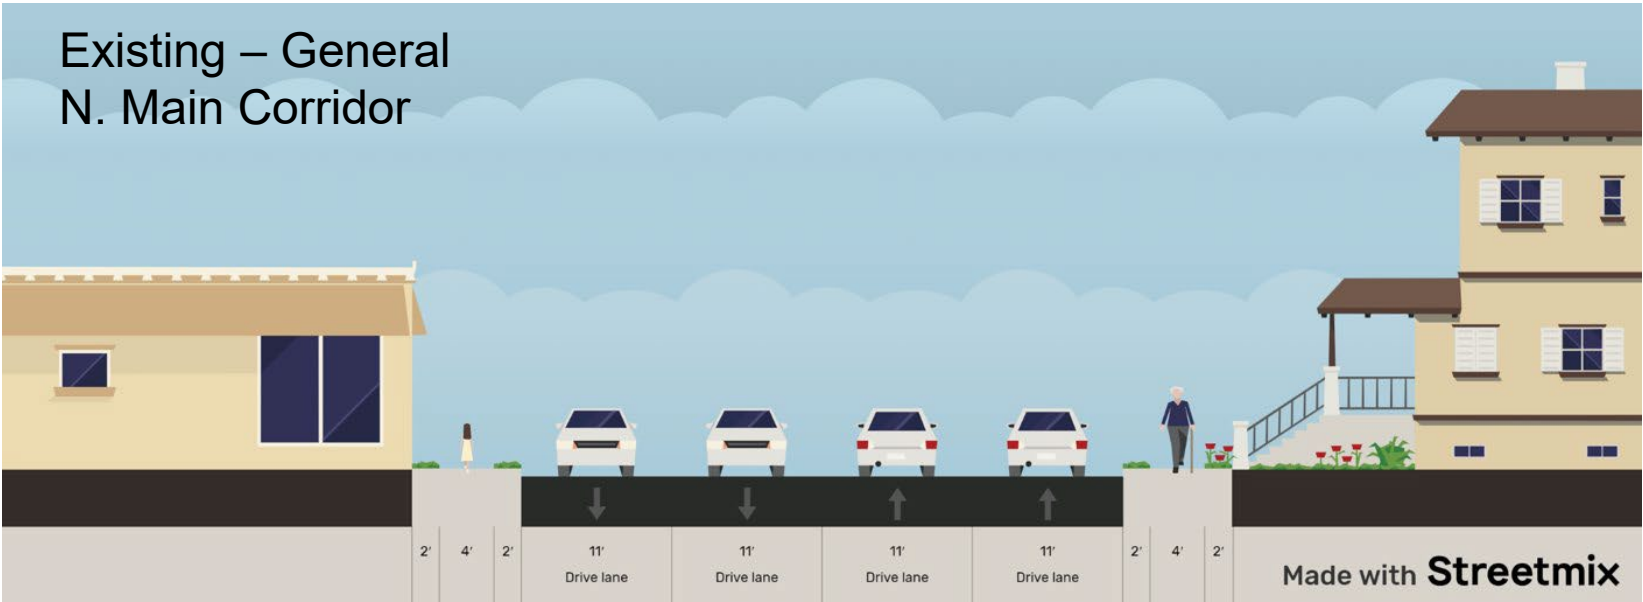 Existing – General
N. Main Corridor
2′ 4′ 2′ 11′ 11′ 11′ 11′ 2′ 4′ 2′
Drive lane Drive lane Drive lane Drive lane
Made with Streetmix